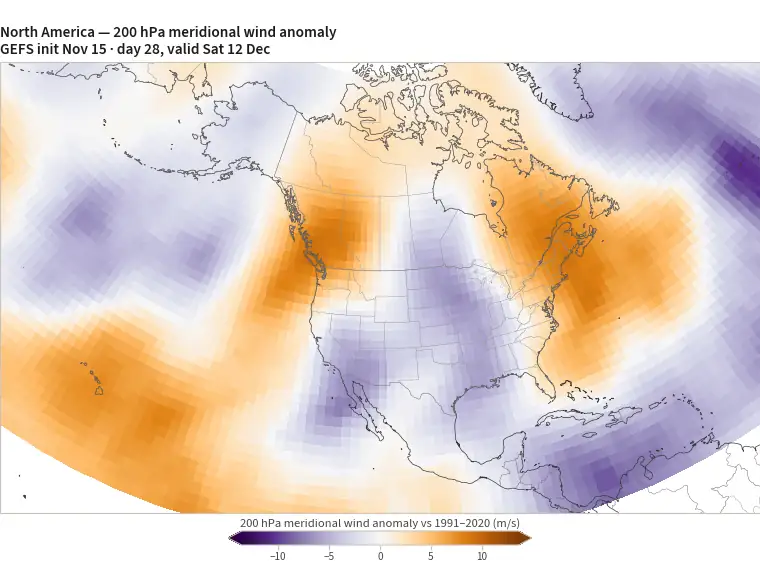 North America — 200 hPa meridional wind anomaly
GEFS init Nov 15 · day 28, valid Sat 12 Dec
200 hPa meridional wind anomaly vs 1991–2020 (m/s)
−10 −5 0 5 10